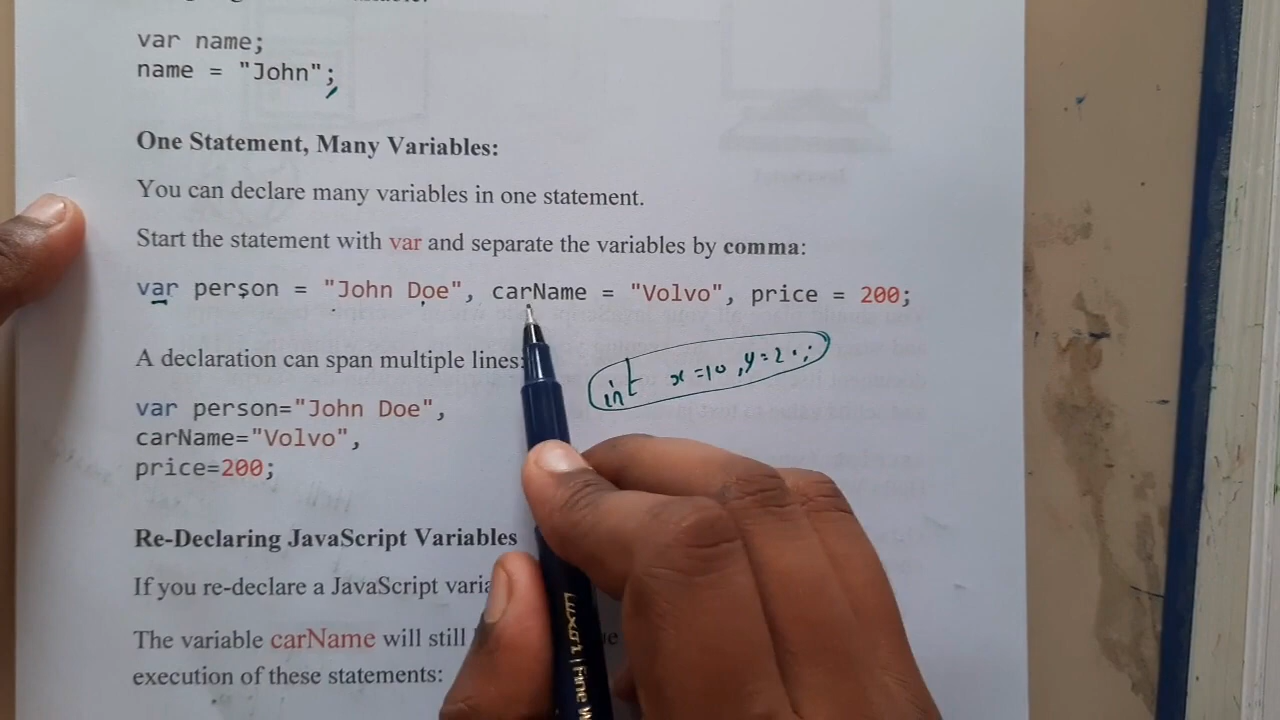 var name;
name = "John";
One Statement, Many Variables:
You can declare many variables in one statement.
Start the statement with var and separate the variables by comma:
var person = "John Doe", carName = "Volvo", price = 200;
A declaration can span multiple lines:
int x=10, y=20;
var person="John Doe",
carName="Volvo",
price=200;
Re-Declaring JavaScript Variables
If you re-declare a JavaScript
The variable carName will still
execution of these statements:
Luxor | Fine